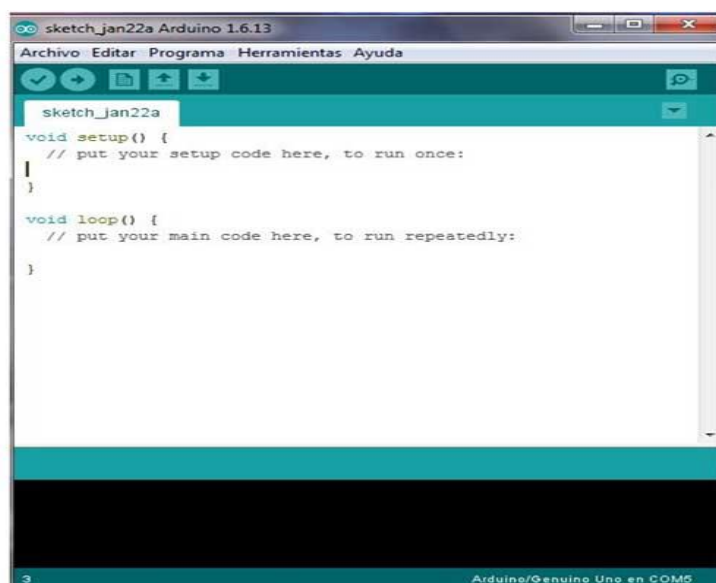 sketch_jan22a Arduino 1.6.13
Archivo Editar Programa Herramientas Ayuda
sketch_jan22a
void setup() {
// put your setup code here, to run once:
}
void loop() {
// put your main code here, to run repeatedly:
}
3 Arduino/Genuino Uno en COM5